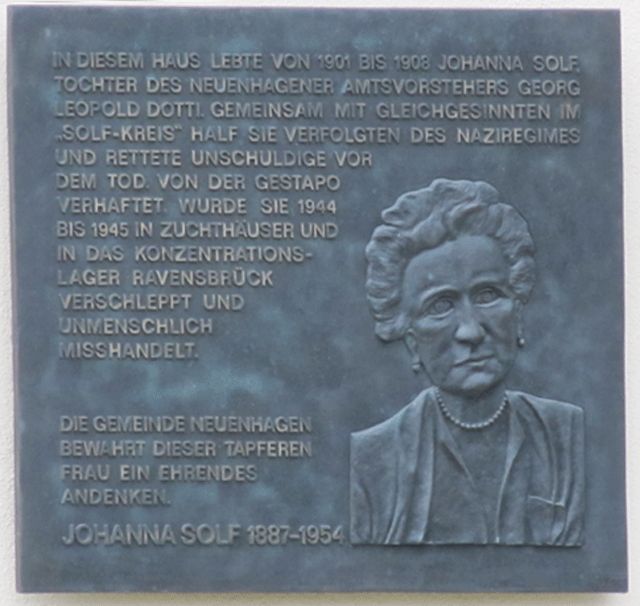 IN DIESEM HAUS LEBTE VON 1901 BIS 1908 JOHANNA SOLF,
TOCHTER DES NEUENHAGENER AMTSVORSTEHERS GEORG
LEOPOLD DOTTI. GEMEINSAM MIT GLEICHGESINNTEN IM
„SOLF-KREIS" HALF SIE VERFOLGTEN DES NAZIREGIMES
UND RETTETE UNSCHULDIGE VOR
DEM TOD. VON DER GESTAPO
VERHAFTET, WURDE SIE 1944
BIS 1945 IN ZUCHTHÄUSER UND
IN DAS KONZENTRATIONS-
LAGER RAVENSBRÜCK
VERSCHLEPPT UND
UNMENSCHLICH
MISSHANDELT.
DIE GEMEINDE NEUENHAGEN
BEWAHRT DIESER TAPFEREN
FRAU EIN EHRENDES
ANDENKEN.
JOHANNA SOLF 1887-1954